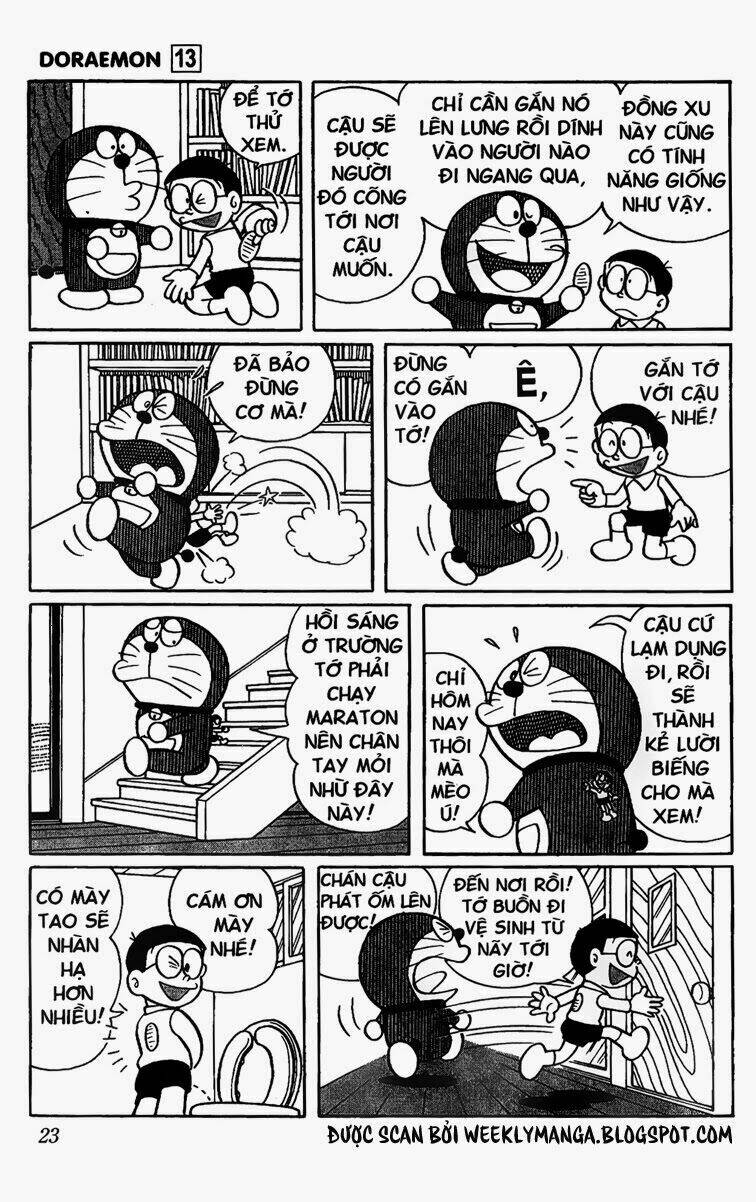 DORAEMON 13
ĐỒNG XU
NÀY CŨNG
CÓ TÍNH
NĂNG GIỐNG
NHƯ VẬY.
CHỈ CẦN GẮN NÓ
LÊN LƯNG RỒI DÍNH
VÀO NGƯỜI NÀO
ĐI NGANG QUA,
CẬU SẼ
ĐƯỢC
NGƯỜI
ĐÓ CÕNG
TỚI NƠI
CẬU
MUỐN.
ĐỂ TỚ
THỬ
XEM.
GẮN TỚ
VỚI CẬU
NHÉ!
Ê,
ĐỪNG
CÓ GẮN
VÀO
TỚ!
ĐÃ BẢO
ĐỪNG
CƠ MÀ!
CẬU CỨ
LẠM DỤNG
ĐI, RỒI
SẼ
THÀNH
KẺ LƯỜI
BIẾNG
CHO MÀ
XEM!
CHỈ
HÔM
NAY
THÔI
MÀ
MÈO
Ú!
HỒI SÁNG
Ở TRƯỜNG
TỚ PHẢI
CHẠY
MARATON
NÊN CHÂN
TAY MỎI
NHỪ ĐÂY
NÀY!
ĐẾN NƠI RỒI!
TỚ BUỒN ĐI
VỆ SINH TỪ
NÃY TỚI
GIỜ!
CHÁN CẬU
PHÁT ỐM LÊN
ĐƯỢC!
CÁM ƠN
MÀY
NHÉ!
CÓ MÀY
TAO SẼ
NHÀN
HẠ
HƠN
NHIỀU!
23
ĐƯỢC SCAN BỞI WEEKLYMANGA.BLOGSPOT.COM